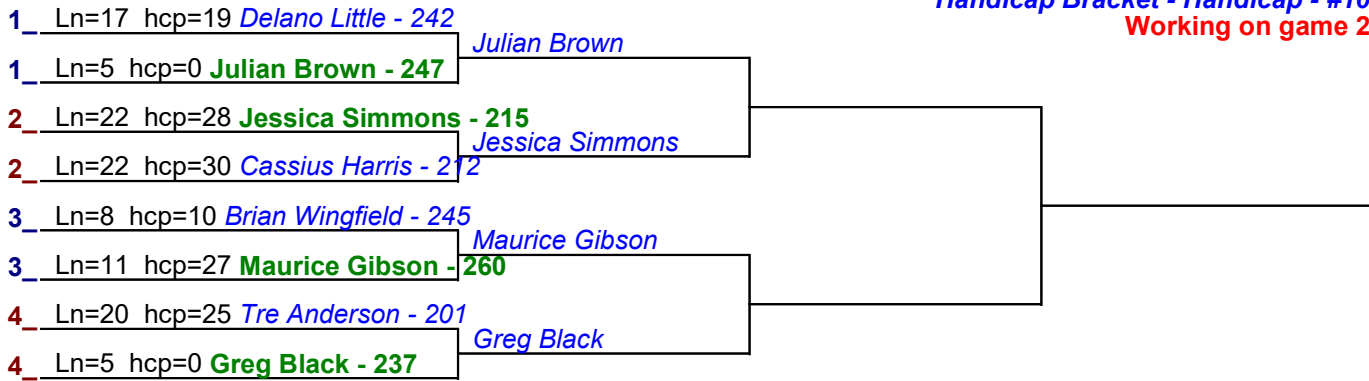 Handicap Bracket - Handicap - #10
Working on game 2
1_ Ln=17 hcp=19 Delano Little - 242
Julian Brown
1_ Ln=5 hcp=0 Julian Brown - 247
2_ Ln=22 hcp=28 Jessica Simmons - 215
Jessica Simmons
2_ Ln=22 hcp=30 Cassius Harris - 212
3_ Ln=8 hcp=10 Brian Wingfield - 245
Maurice Gibson
3_ Ln=11 hcp=27 Maurice Gibson - 260
4_ Ln=20 hcp=25 Tre Anderson - 201
Greg Black
4_ Ln=5 hcp=0 Greg Black - 237